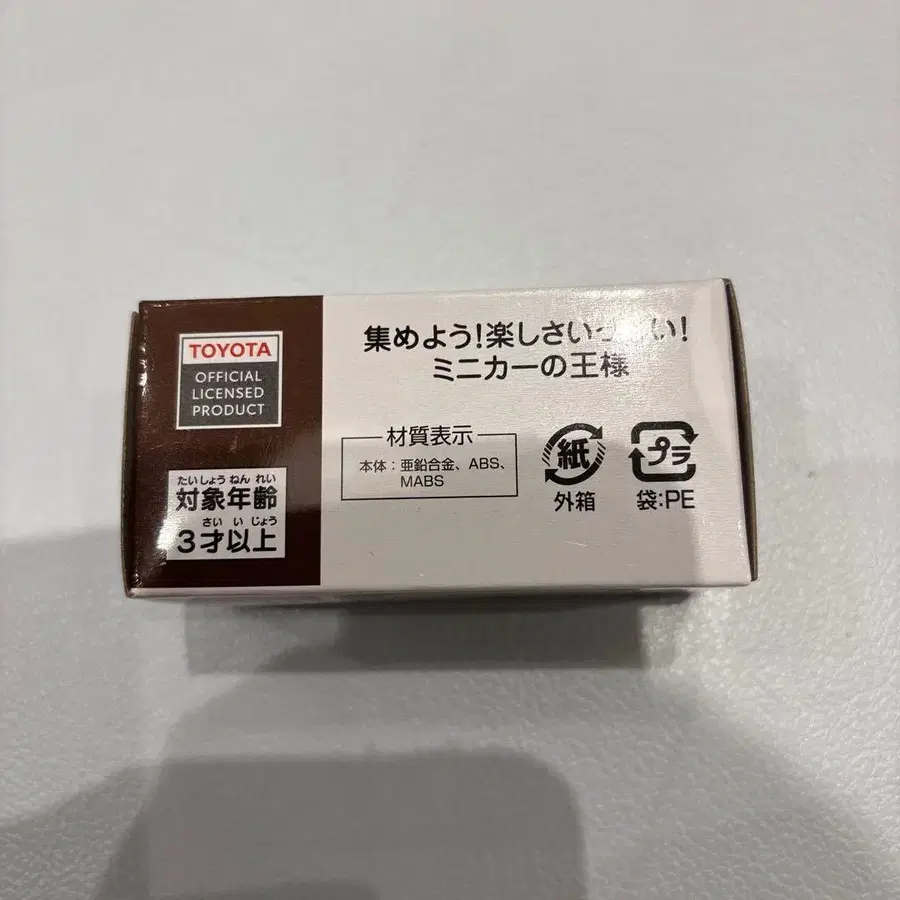 TOYOTA
OFFICIAL
LICENSED
PRODUCT
たいしょう ねん れい
対象年齢
さい い じょう
3才以上
集めよう!楽しさいっぱい!
ミニカーの王様
材質表示
本体:亜鉛合金、ABS、
MABS
紙
外箱
プラ
袋:PE